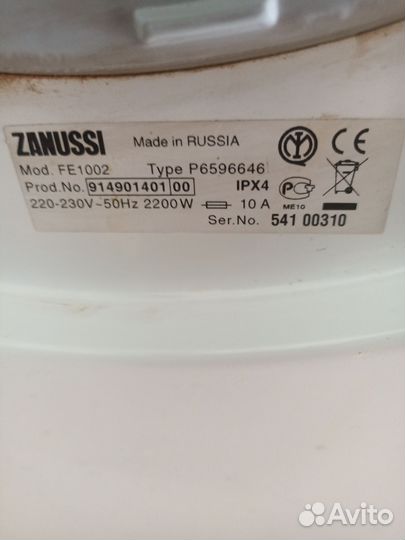 ZANUSSI Made in RUSSIA
Mod. FE1002 Type P6596646
Prod.No. 914901401 00 IPX4
220-230V~50Hz 2200W 10 A ME10
Ser.No. 541 00310
CE
Avito